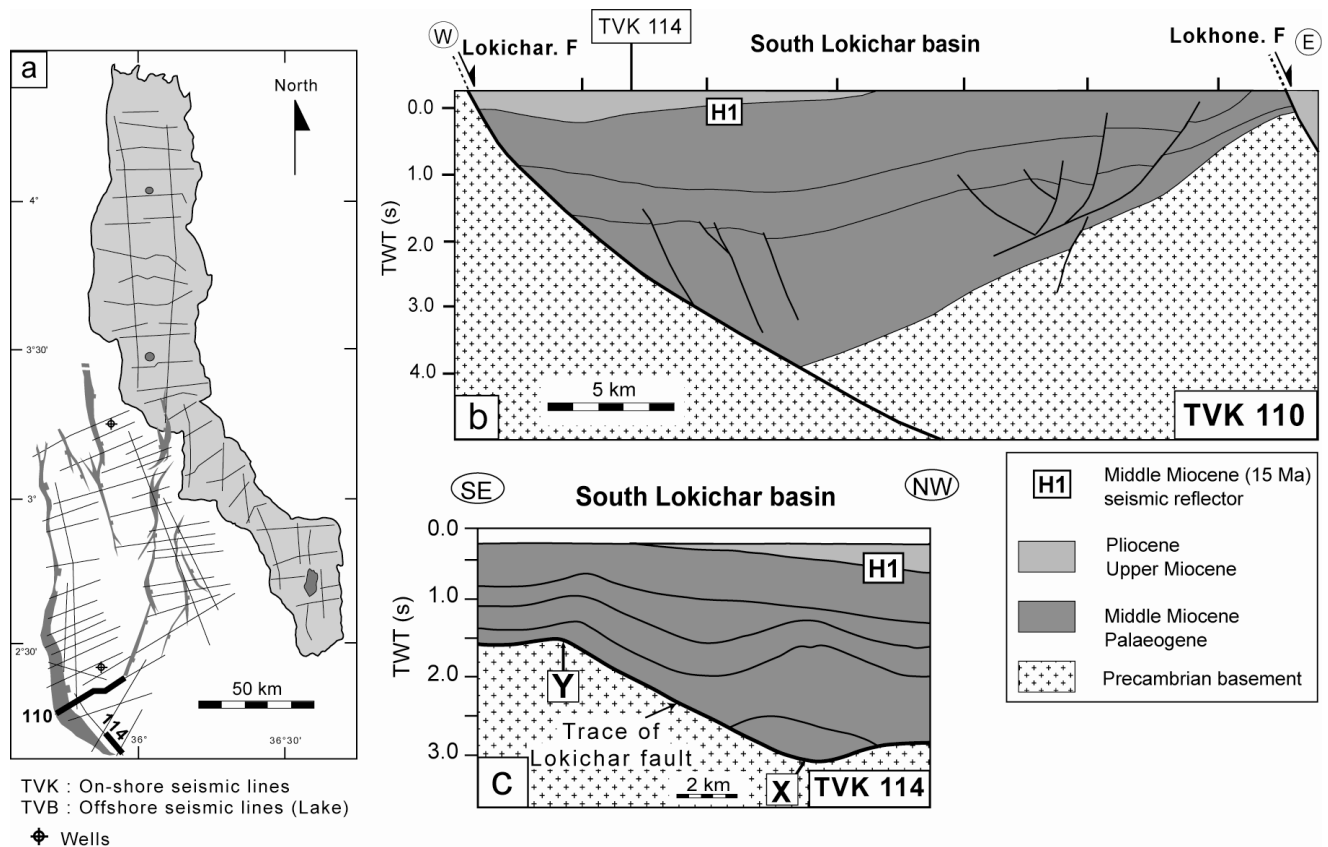 a
North
4°
3°30'
3°
2°30'
50 km
110
114
36°
36°30'
TVK : On-shore seismic lines
TVB : Offshore seismic lines (Lake)
Wells
W
Lokichar. F
TVK 114
South Lokichar basin
Lokhone. F
E
H1
TWT (s)
0.0
1.0
2.0
3.0
4.0
5 km
b
TVK 110
SE
South Lokichar basin
NW
TWT (s)
0.0
1.0
2.0
3.0
H1
Y
Trace of
Lokichar fault
X
2 km
c
TVK 114
H1 Middle Miocene (15 Ma)
seismic reflector
Pliocene
Upper Miocene
Middle Miocene
Palaeogene
Precambrian basement